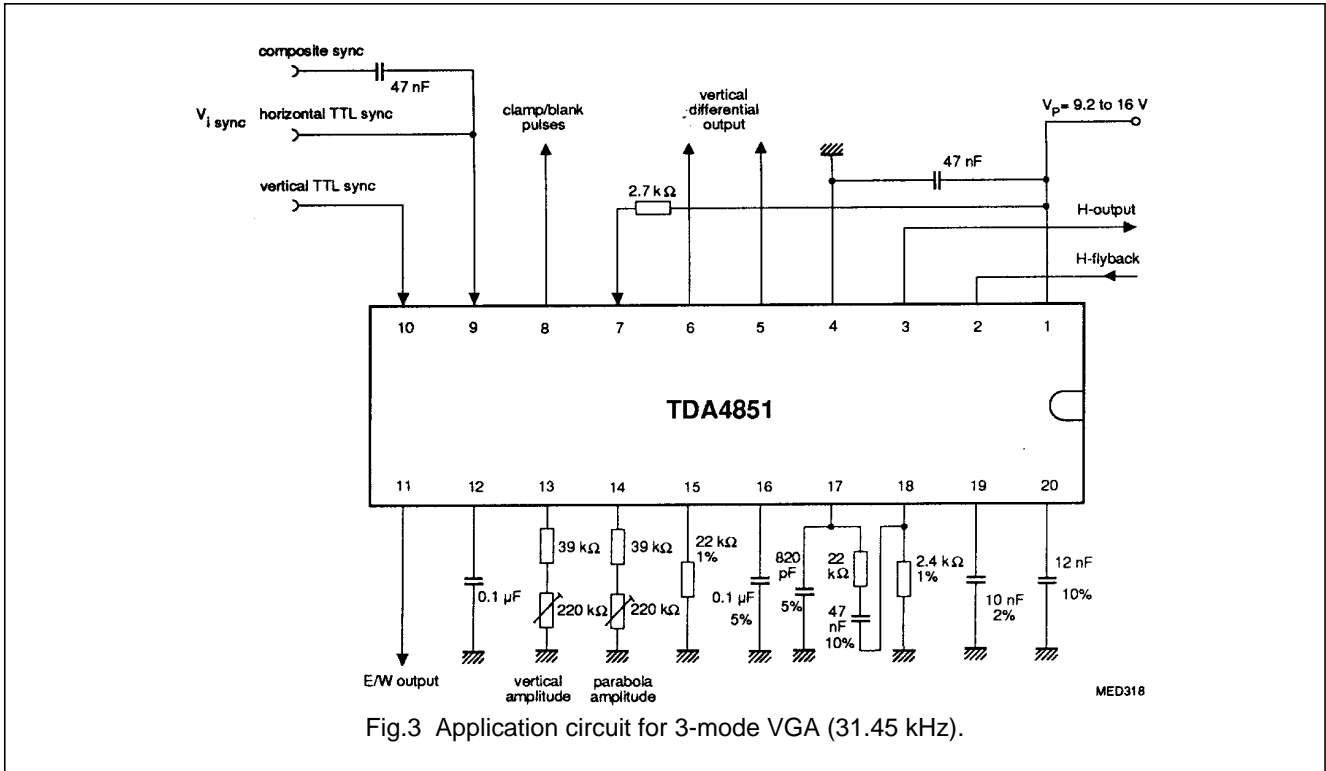 composite sync
47 nF
V i sync
horizontal TTL sync
vertical TTL sync
clamp/blank
pulses
vertical
differential
output
2.7 k Ω
47 nF
VP= 9.2 to 16 V
H-output
H-flyback
10 9 8 7 6 5 4 3 2 1
TDA4851
11 12 13 14 15 16 17 18 19 20
0.1 µF
39 kΩ
220 kΩ
39 kΩ
220 kΩ
22 kΩ
1%
0.1 µF
5%
820
pF
5%
22
kΩ
47
nF
10%
2.4 kΩ
1%
10 nF
2%
12 nF
10%
E/W output
vertical
amplitude
parabola
amplitude
MED318
Fig.3 Application circuit for 3-mode VGA (31.45 kHz).